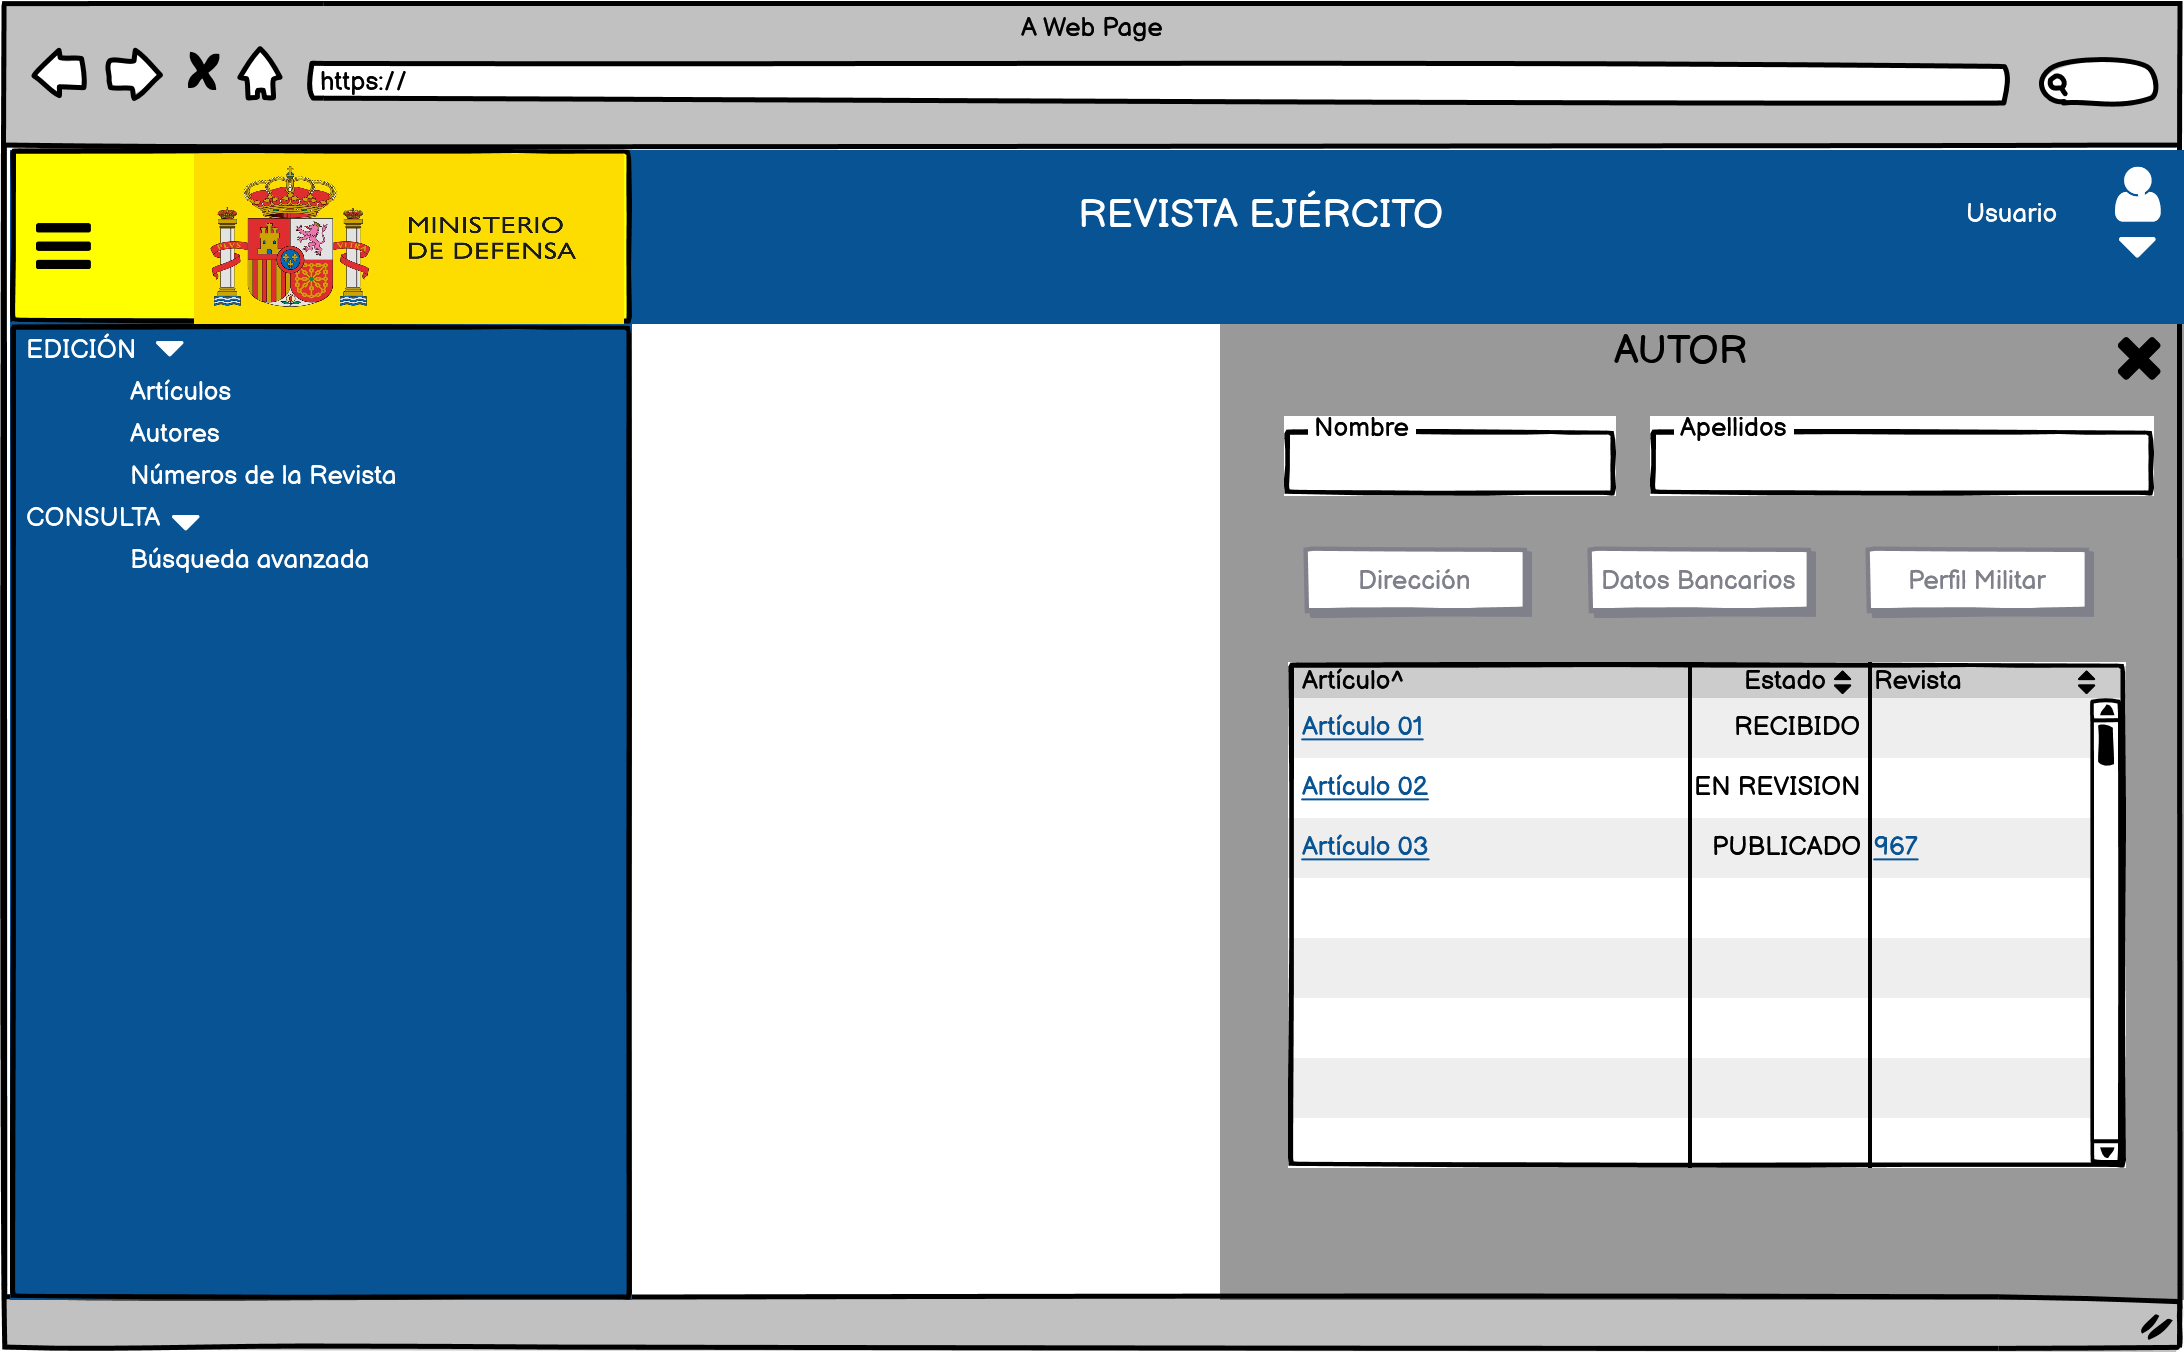 A Web Page
https://
MINISTERIO
DE DEFENSA
REVISTA EJÉRCITO
Usuario
EDICIÓN
Artículos
Autores
Números de la Revista
CONSULTA
Búsqueda avanzada
AUTOR
Nombre
Apellidos
Dirección
Datos Bancarios
Perfil Militar
Artículo^ Estado Revista
Artículo 01 RECIBIDO
Artículo 02 EN REVISION
Artículo 03 PUBLICADO 967